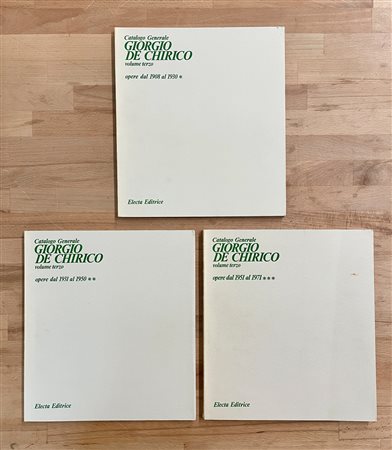 Catalogo Generale
GIORGIO
DE CHIRICO
volume terzo
opere dal 1908 al 1930 *
Electa Editrice
Catalogo Generale
GIORGIO
DE CHIRICO
volume terzo
opere dal 1931 al 1950 * *
Electa Editrice
Catalogo Generale
GIORGIO
DE CHIRICO
volume terzo
opere dal 1951 al 1971 * * *
Electa Editrice